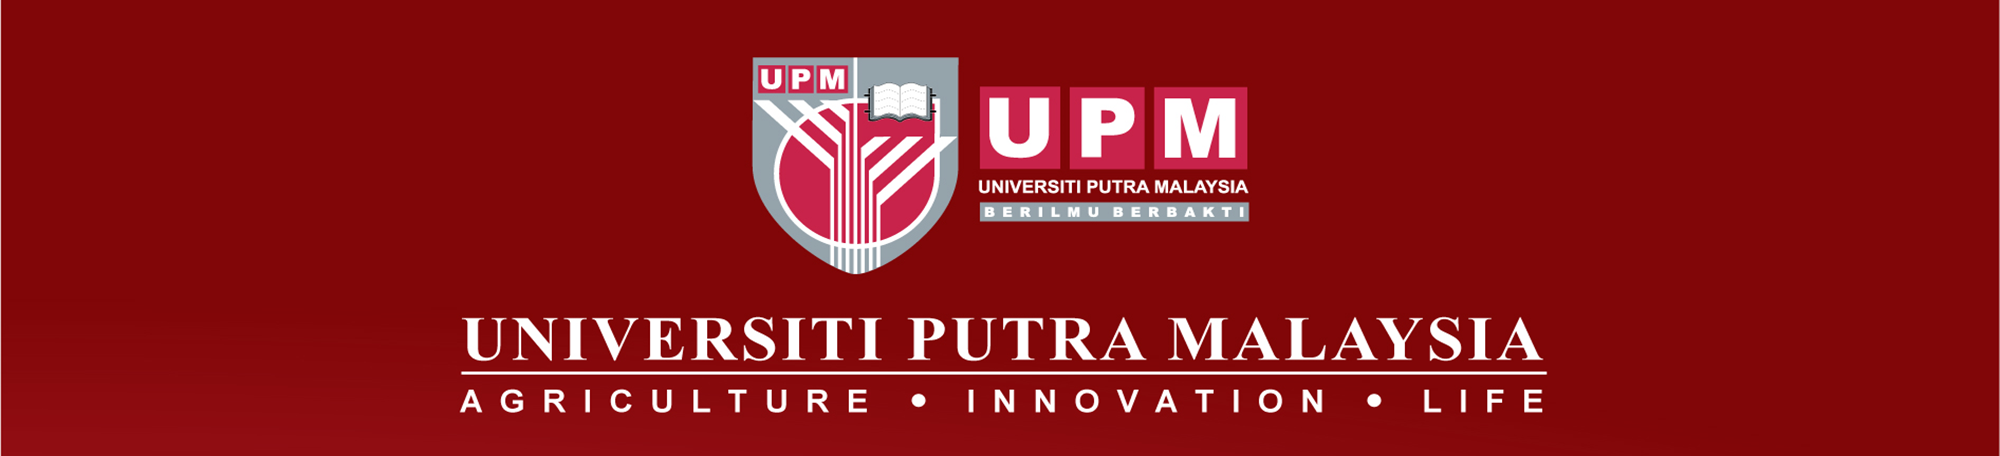 UPM
UPM
UNIVERSITI PUTRA MALAYSIA
BERILMU BERBAKTI
UNIVERSITI PUTRA MALAYSIA
AGRICULTURE • INNOVATION • LIFE